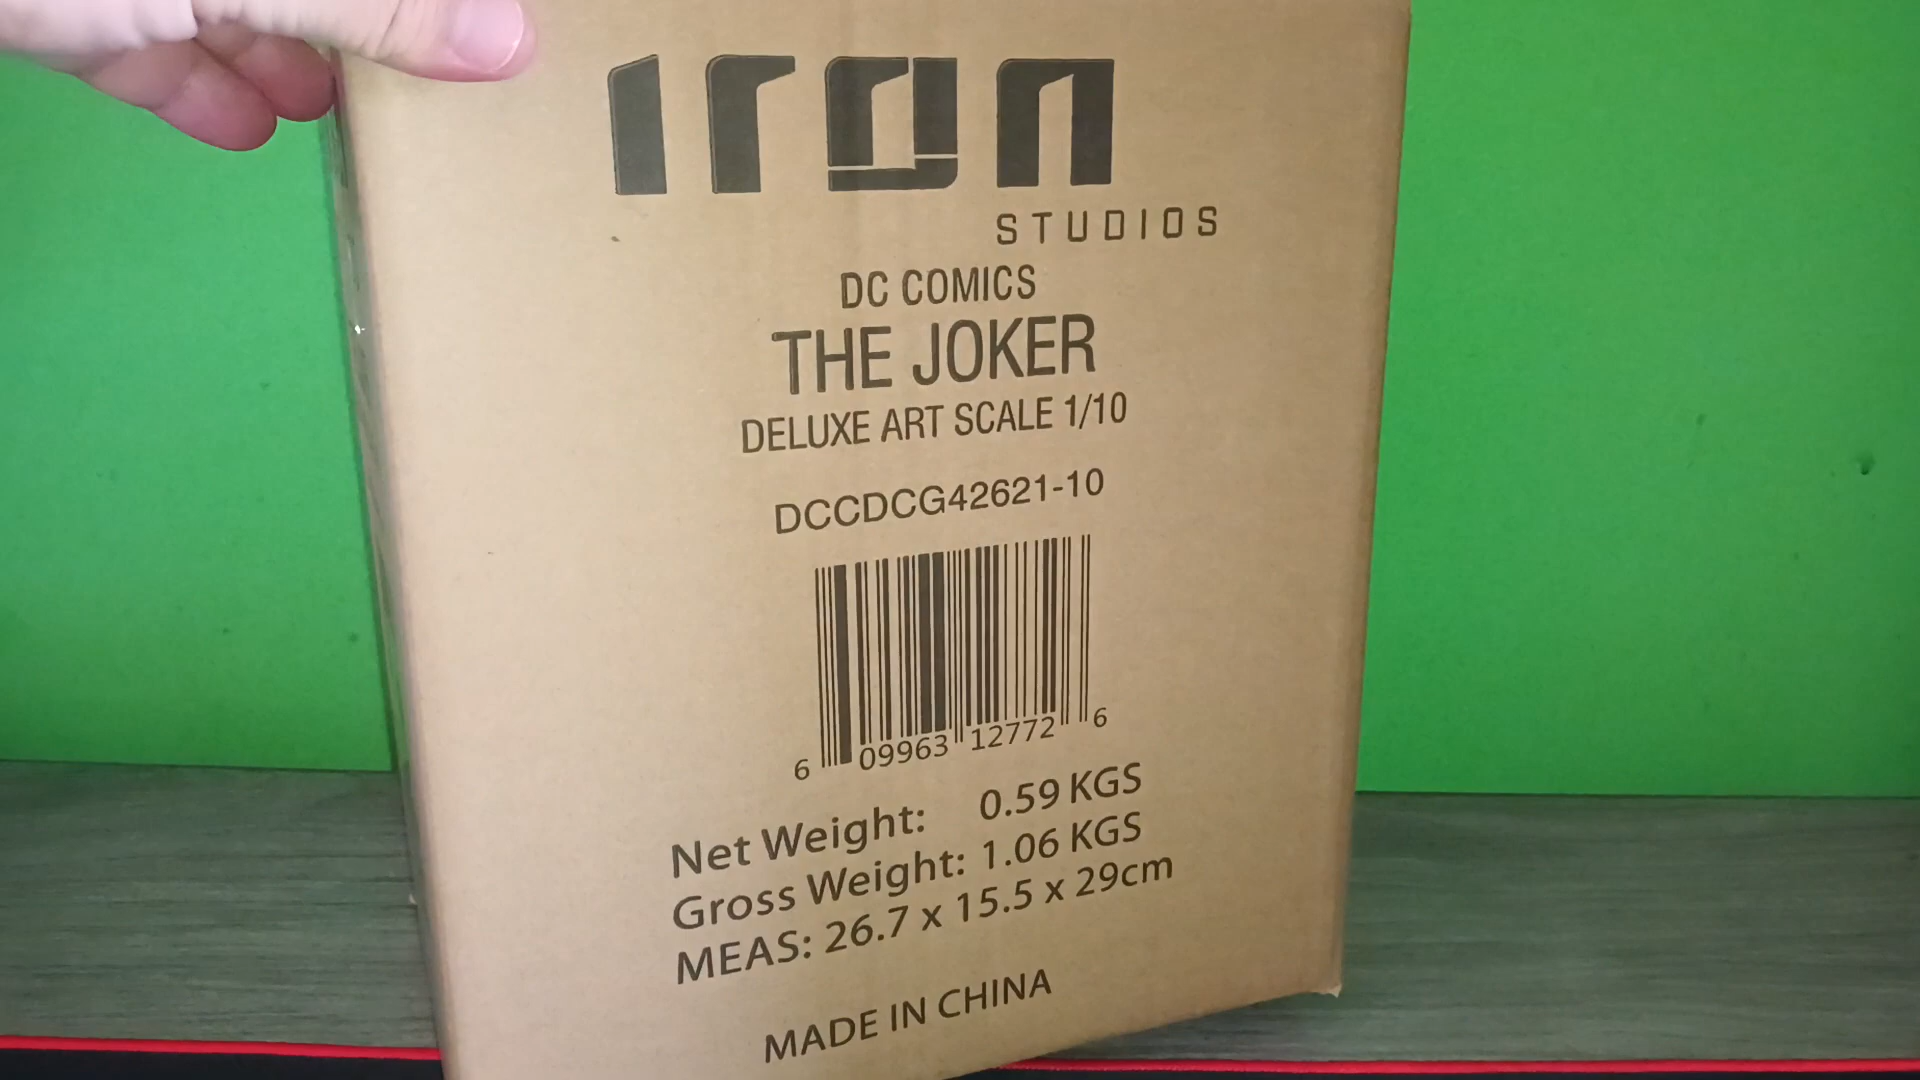 iron
STUDIOS
DC COMICS
THE JOKER
DELUXE ART SCALE 1/10
DCCDCG42621-10
6 09963 12772 6
Net Weight: 0.59 KGS
Gross Weight: 1.06 KGS
MEAS: 26.7 x 15.5 x 29cm
MADE IN CHINA